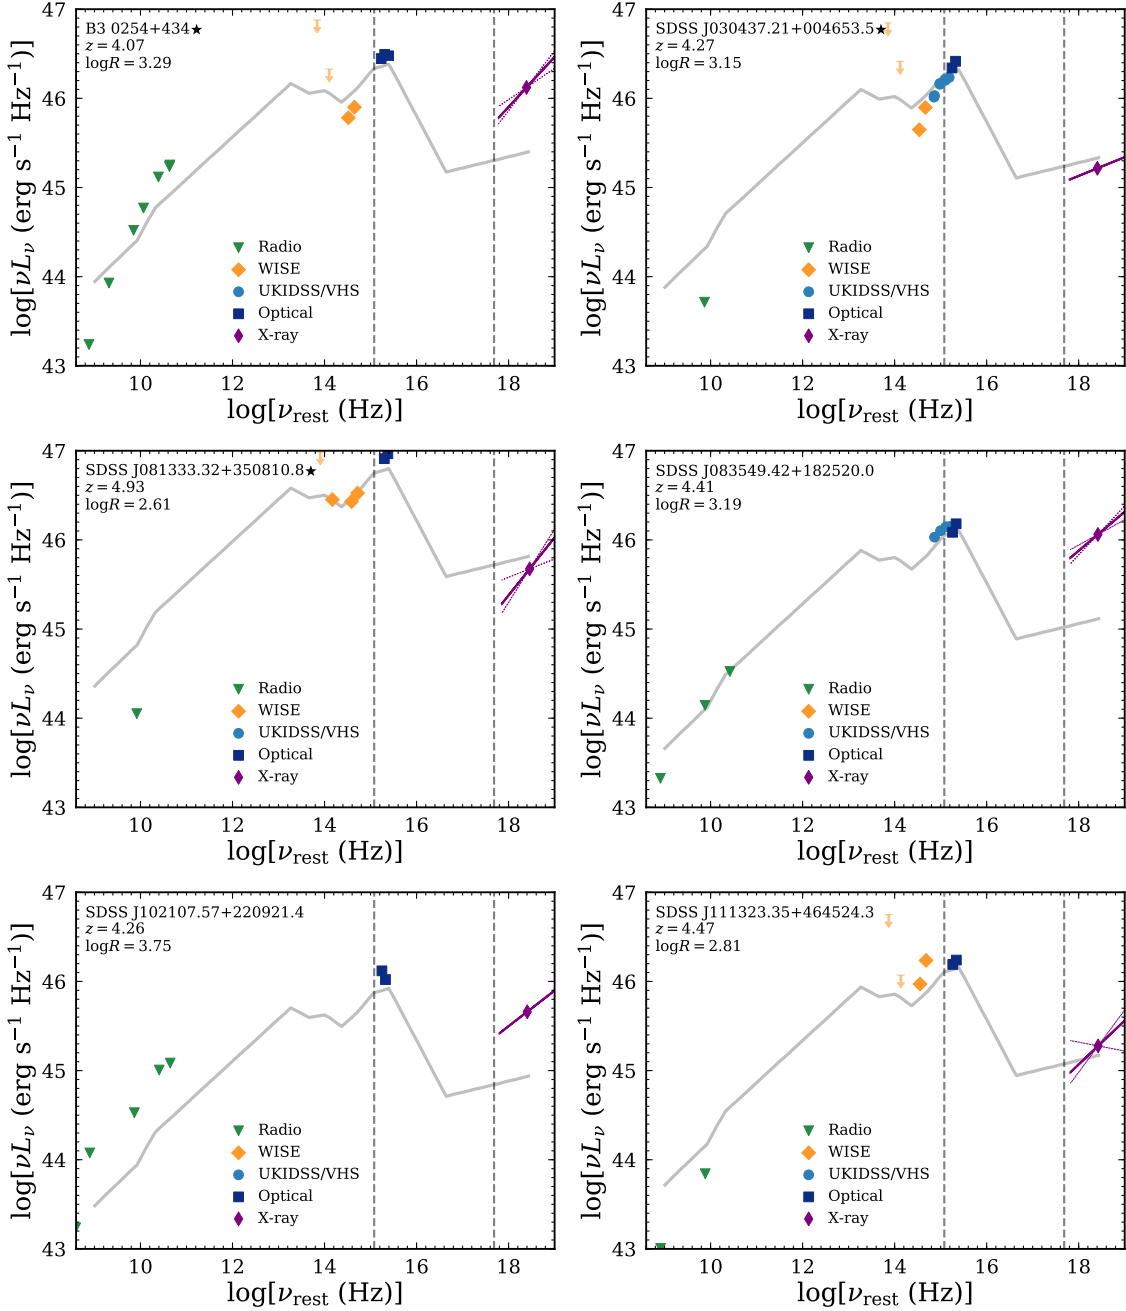 B3 0254+434★
z = 4.07
logR = 3.29
47
46
45
44
43
log[νLν (erg s⁻¹ Hz⁻¹)]
Radio
WISE
UKIDSS/VHS
Optical
X-ray
10 12 14 16 18
log[νrest (Hz)]
SDSS J030437.21+004653.5★
z = 4.27
logR = 3.15
47
46
45
44
43
log[νLν (erg s⁻¹ Hz⁻¹)]
Radio
WISE
UKIDSS/VHS
Optical
X-ray
10 12 14 16 18
log[νrest (Hz)]
SDSS J081333.32+350810.8★
z = 4.93
logR = 2.61
47
46
45
44
43
log[νLν (erg s⁻¹ Hz⁻¹)]
Radio
WISE
UKIDSS/VHS
Optical
X-ray
10 12 14 16 18
log[νrest (Hz)]
SDSS J083549.42+182520.0
z = 4.41
logR = 3.19
47
46
45
44
43
log[νLν (erg s⁻¹ Hz⁻¹)]
Radio
WISE
UKIDSS/VHS
Optical
X-ray
10 12 14 16 18
log[νrest (Hz)]
SDSS J102107.57+220921.4
z = 4.26
logR = 3.75
47
46
45
44
43
log[νLν (erg s⁻¹ Hz⁻¹)]
Radio
WISE
UKIDSS/VHS
Optical
X-ray
10 12 14 16 18
log[νrest (Hz)]
SDSS J111323.35+464524.3
z = 4.47
logR = 2.81
47
46
45
44
43
log[νLν (erg s⁻¹ Hz⁻¹)]
Radio
WISE
UKIDSS/VHS
Optical
X-ray
10 12 14 16 18
log[νrest (Hz)]